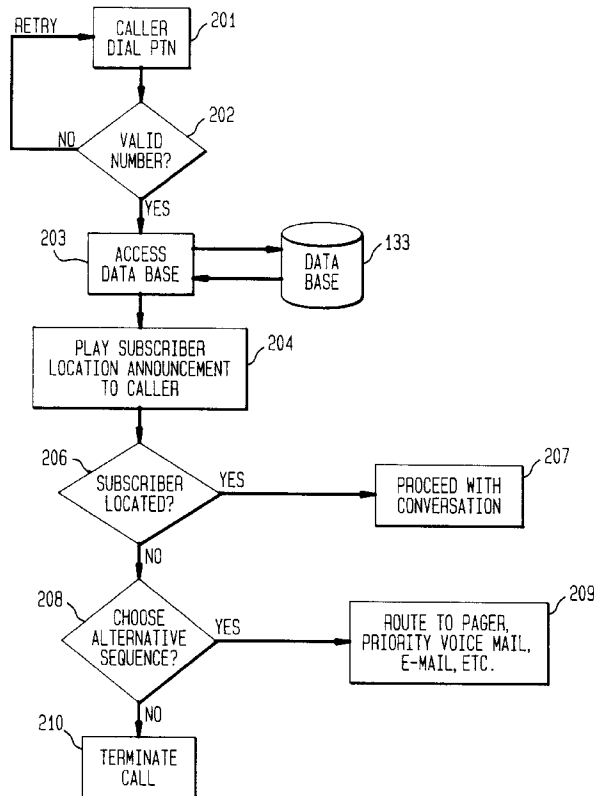 RETRY
CALLER
DIAL PTN
201
202
NO
VALID
NUMBER?
YES
203
ACCESS
DATA BASE
DATA
BASE
133
PLAY SUBSCRIBER
LOCATION ANNOUNCEMENT
TO CALLER
204
206
SUBSCRIBER
LOCATED?
YES
PROCEED WITH
CONVERSATION
207
NO
208
CHOOSE
ALTERNATIVE
SEQUENCE?
YES
ROUTE TO PAGER,
PRIORITY VOICE MAIL,
E-MAIL, ETC.
209
NO
210
TERMINATE
CALL